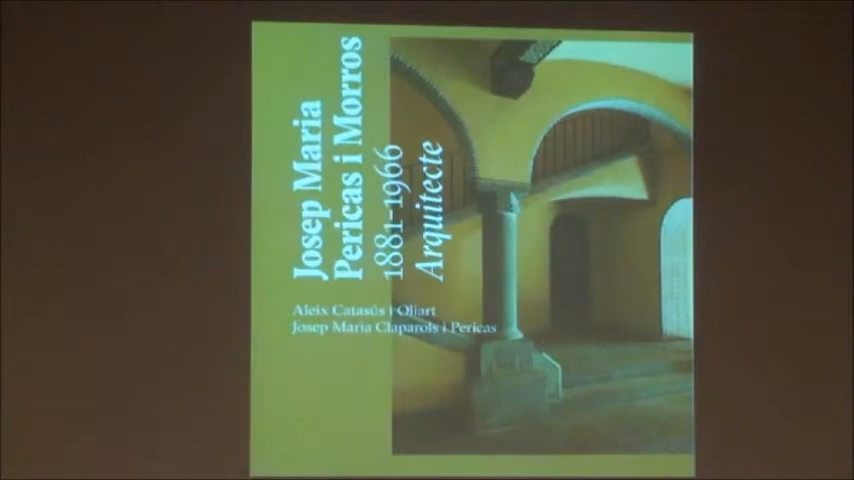 Josep Maria
Pericas i Morros
1881-1966
Arquitecte
Aleix Catasús i Oliart
Josep Maria Claparols i Pericas